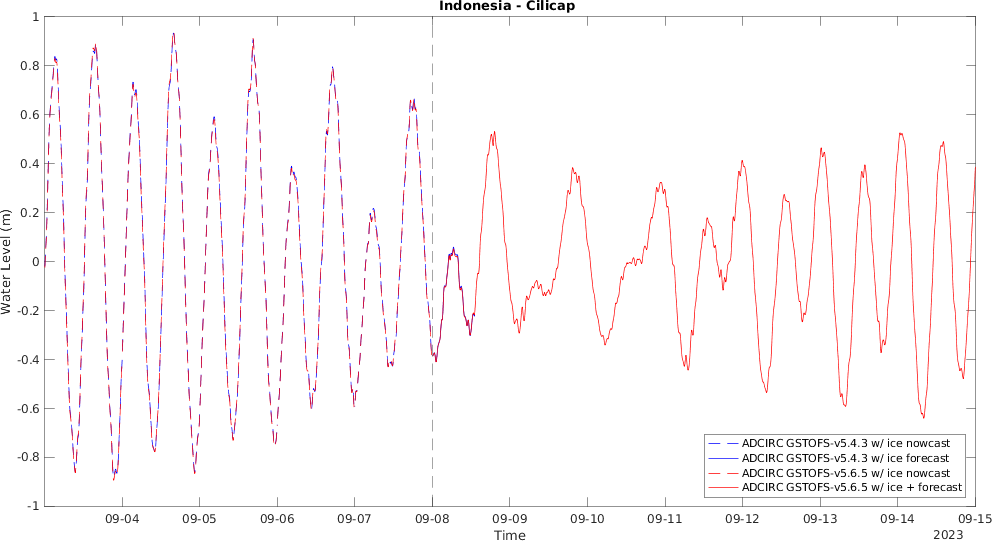 Indonesia - Cilicap
Water Level (m)
1
0.8
0.6
0.4
0.2
0
-0.2
-0.4
-0.6
-0.8
-1
ADCIRC GSTOFS-v5.4.3 w/ ice nowcast
ADCIRC GSTOFS-v5.4.3 w/ ice forecast
ADCIRC GSTOFS-v5.6.5 w/ ice nowcast
ADCIRC GSTOFS-v5.6.5 w/ ice + forecast
09-04 09-05 09-06 09-07 09-08 09-09 09-10 09-11 09-12 09-13 09-14 09-15
Time
2023